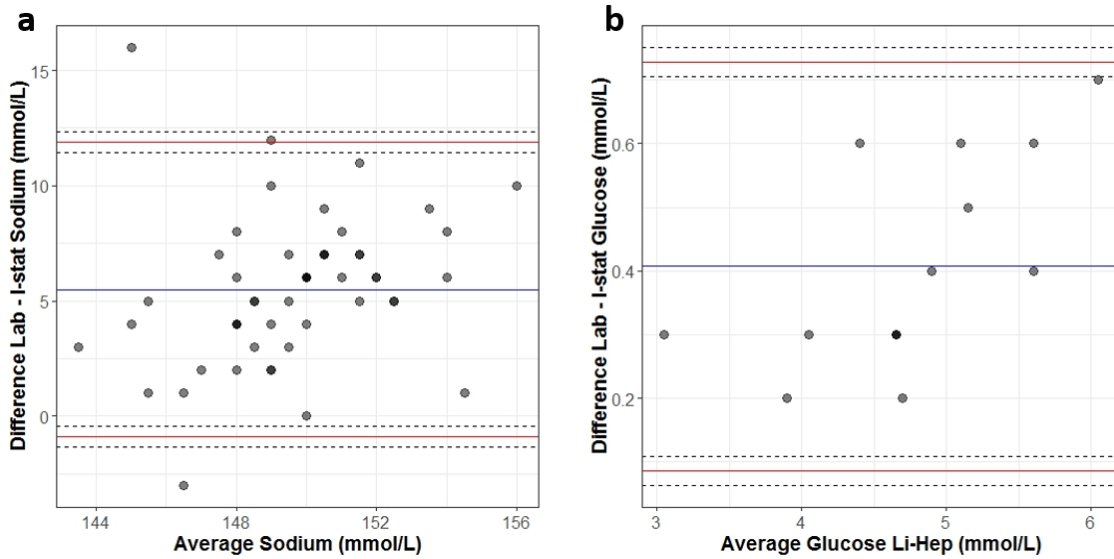 a
Difference Lab - I-stat Sodium (mmol/L)
15
10
5
0
144
148
152
156
Average Sodium (mmol/L)
b
Difference Lab - I-stat Glucose (mmol/L)
0.6
0.4
0.2
3
4
5
6
Average Glucose Li-Hep (mmol/L)